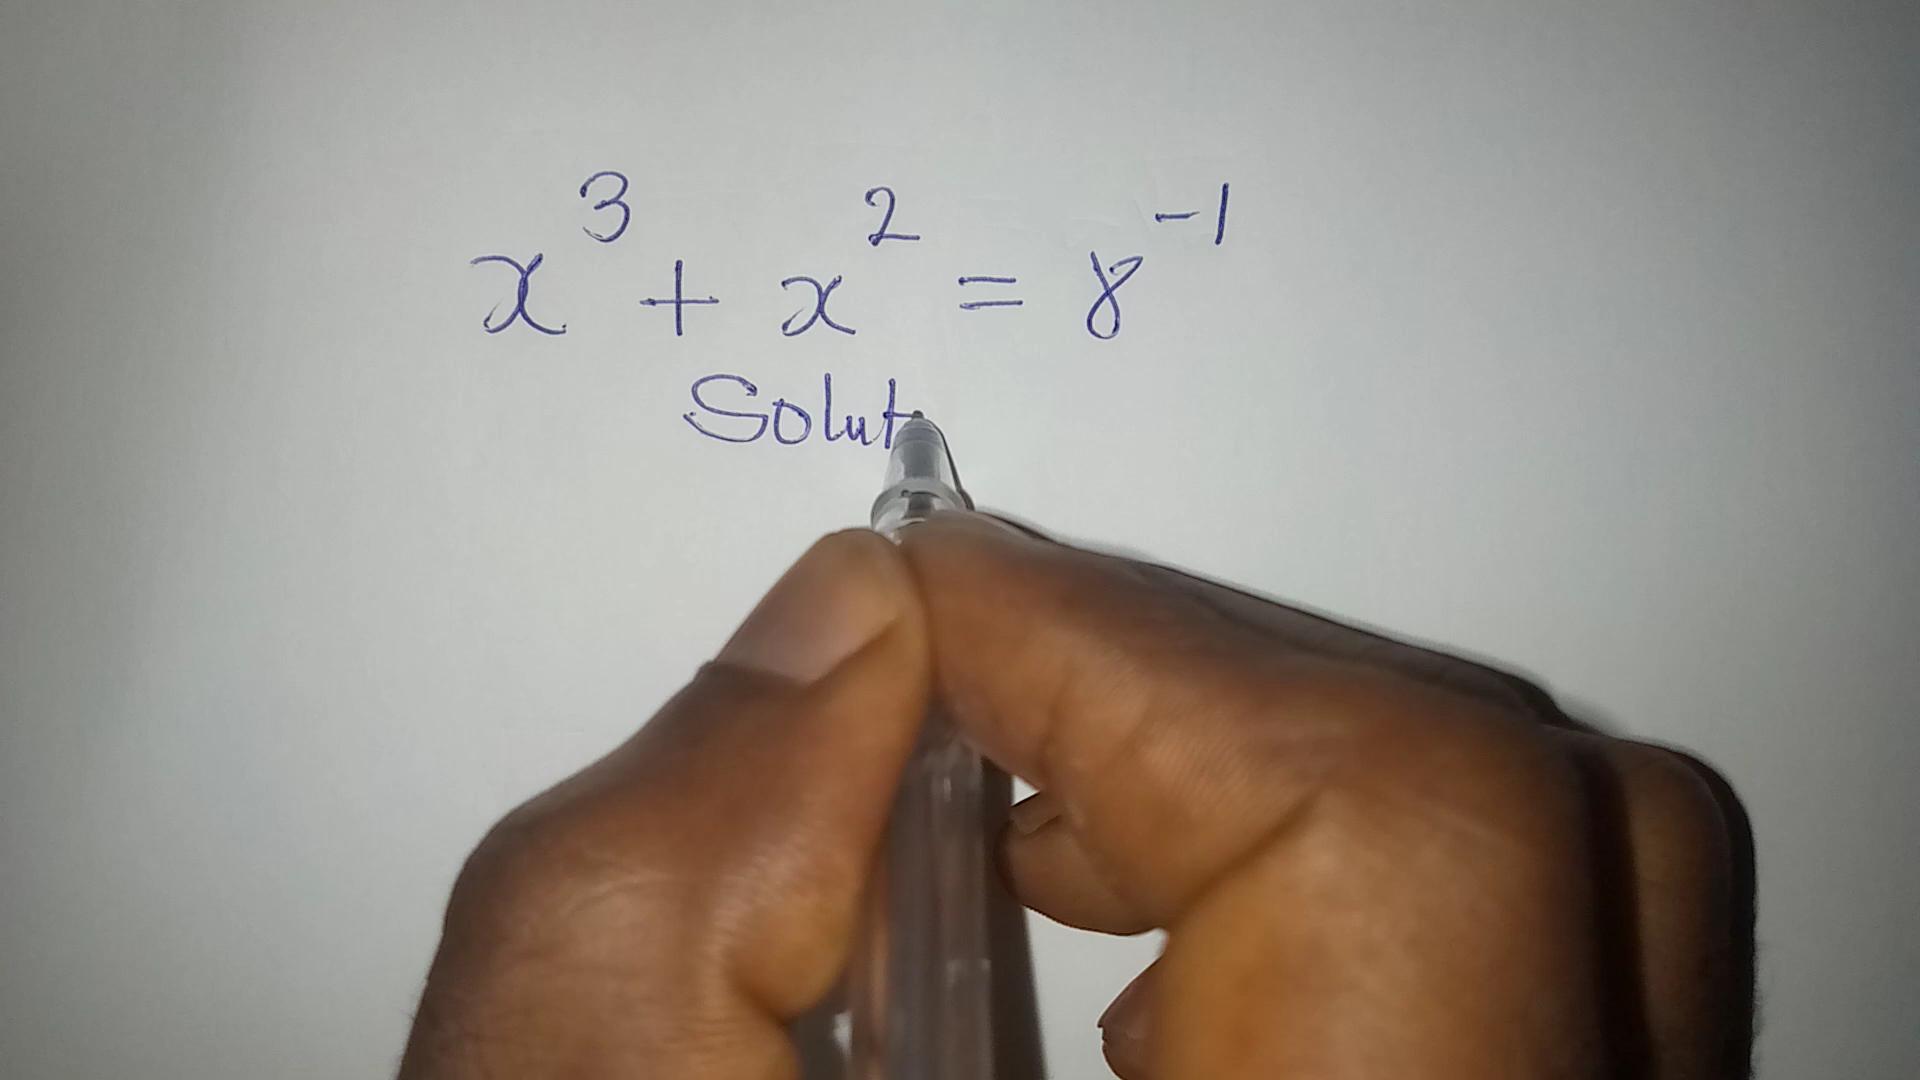 x³ + x² = 8⁻¹
Solut